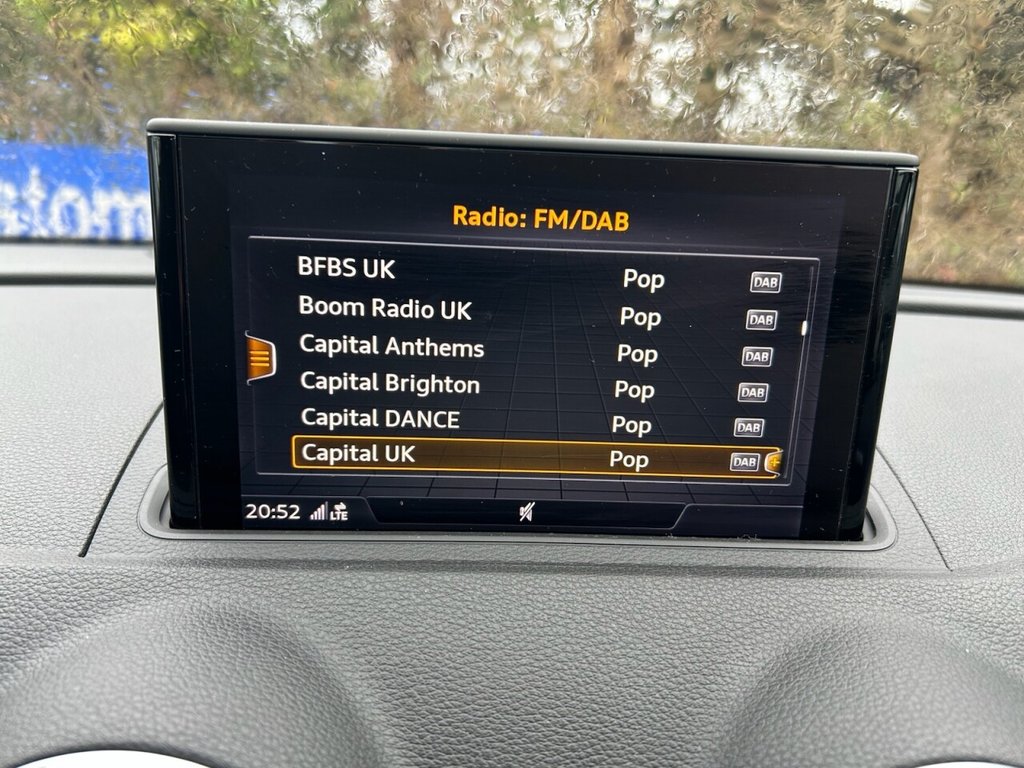 Radio: FM/DAB
BFBS UK Pop DAB
Boom Radio UK Pop DAB
Capital Anthems Pop DAB
Capital Brighton Pop DAB
Capital DANCE Pop DAB
Capital UK Pop DAB
20:52 LTE